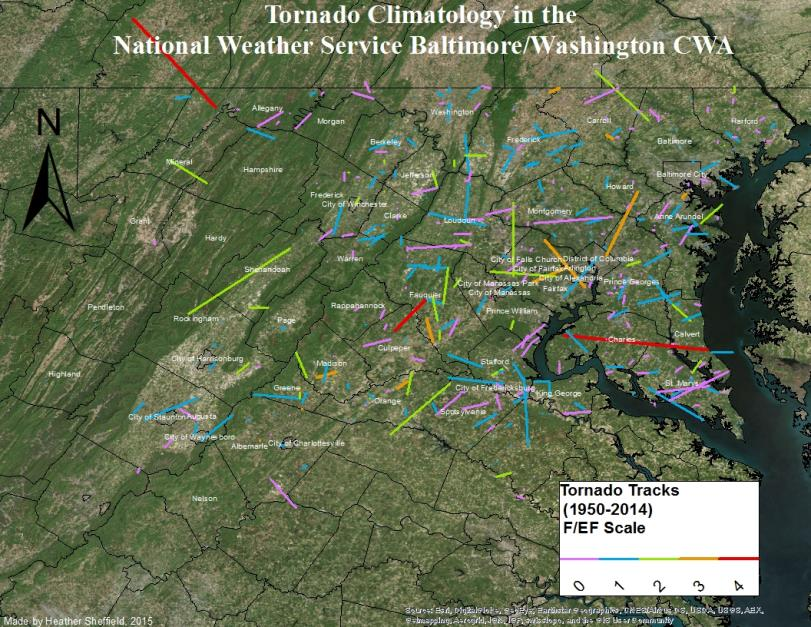 Tornado Climatology in the
National Weather Service Baltimore/Washington CWA
N
Allegany
Morgan
Washington
Carroll
Harford
Berkeley
Frederick
Baltimore
Mineral
Hampshire
Jefferson
Baltimore City
Frederick
City of Winchester
Howard
Grant
Clarke
Loudoun
Montgomery
Anne Arundel
Hardy
Warren
City of Falls Church
District of Columbia
Shenandoah
City of Fairfax
Arlington
City of Alexandria
City of Manassas Park
Fairfax
Prince Georges
City of Manassas
Fauquier
Pendleton
Rappahannock
Prince William
Rockingham
Page
Charles
Calvert
Culpeper
City of Harrisonburg
Madison
Stafford
Highland
Greene
City of Fredericksburg
King George
St. Marys
Orange
Spotsylvania
City of Staunton
Augusta
City of Waynesboro
Albemarle
City of Charlottesville
Nelson
Tornado Tracks
(1950-2014)
F/EF Scale
0 1 2 3 4
Made by Heather Sheffield, 2015